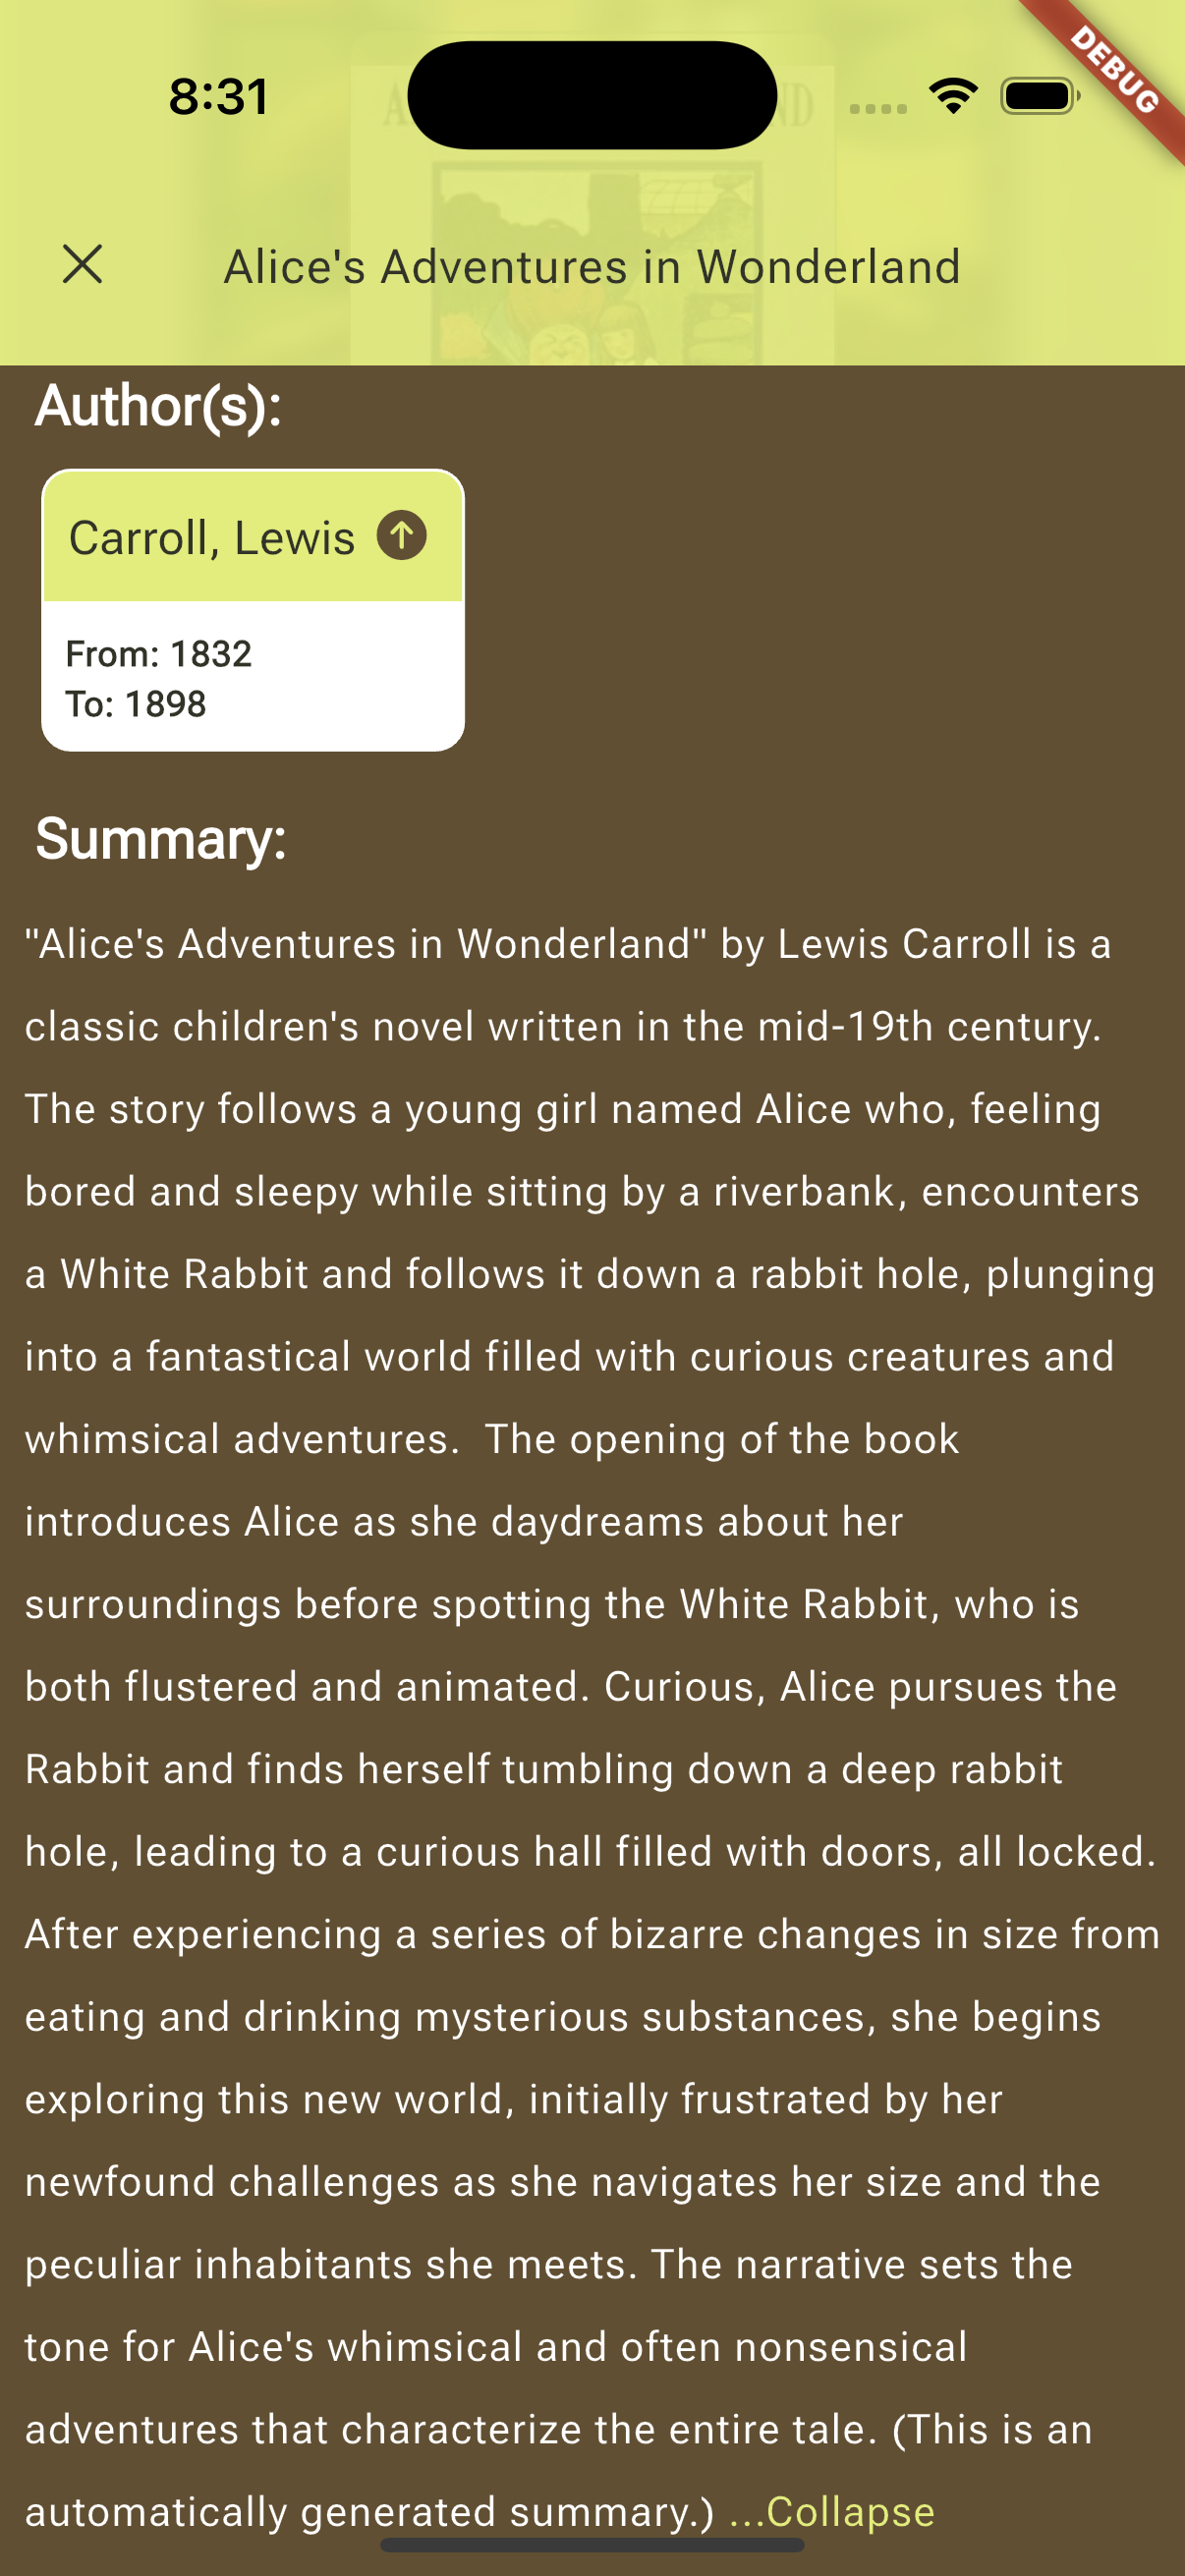 8:31
DEBUG
Alice's Adventures in Wonderland
Author(s):
Carroll, Lewis
From: 1832
To: 1898
Summary:
"Alice's Adventures in Wonderland" by Lewis Carroll is a
classic children's novel written in the mid-19th century.
The story follows a young girl named Alice who, feeling
bored and sleepy while sitting by a riverbank, encounters
a White Rabbit and follows it down a rabbit hole, plunging
into a fantastical world filled with curious creatures and
whimsical adventures.  The opening of the book
introduces Alice as she daydreams about her
surroundings before spotting the White Rabbit, who is
both flustered and animated. Curious, Alice pursues the
Rabbit and finds herself tumbling down a deep rabbit
hole, leading to a curious hall filled with doors, all locked.
After experiencing a series of bizarre changes in size from
eating and drinking mysterious substances, she begins
exploring this new world, initially frustrated by her
newfound challenges as she navigates her size and the
peculiar inhabitants she meets. The narrative sets the
tone for Alice's whimsical and often nonsensical
adventures that characterize the entire tale. (This is an
automatically generated summary.) ...Collapse